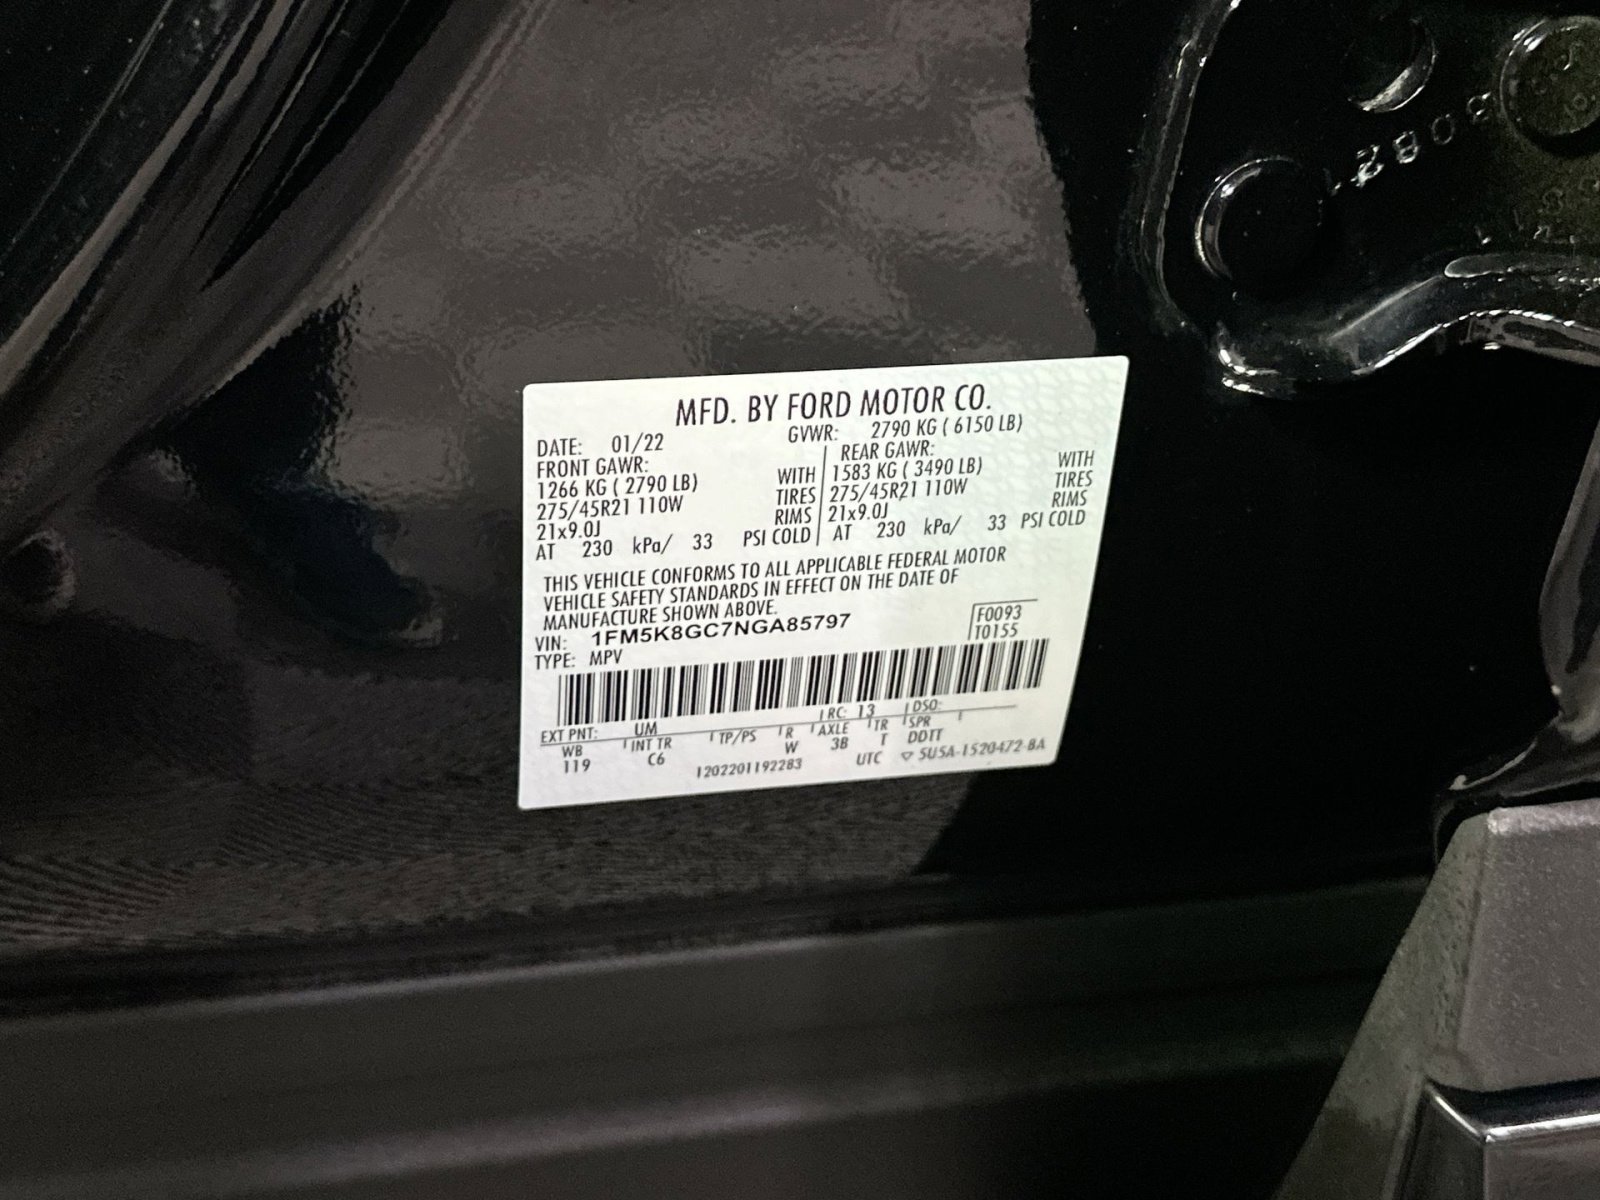 MFD. BY FORD MOTOR CO.
DATE: 01/22 GVWR: 2790 KG ( 6150 LB)
FRONT GAWR: REAR GAWR:
1266 KG ( 2790 LB) WITH 1583 KG ( 3490 LB) WITH
275/45R21 110W TIRES 275/45R21 110W TIRES
21x9.0J RIMS 21x9.0J RIMS
AT 230 kPa/ 33 PSI COLD AT 230 kPa/ 33 PSI COLD
THIS VEHICLE CONFORMS TO ALL APPLICABLE FEDERAL MOTOR
VEHICLE SAFETY STANDARDS IN EFFECT ON THE DATE OF
MANUFACTURE SHOWN ABOVE.
VIN: 1FM5K8GC7NGA85797 F0093
TYPE: MPV T0155
EXT PNT: UM RC: 13 DSO:
WB INT TR TP/PS R AXLE TR SPR
119 C6 W 3B T DDTT
1202201192283 UTC ▽ 5U5A-1520472-BA